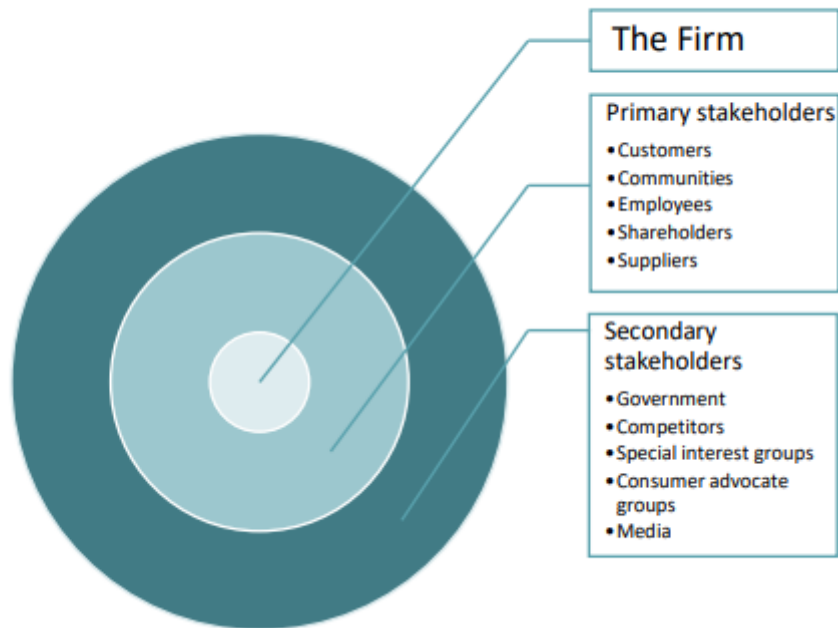 The Firm
Primary stakeholders
•Customers
•Communities
•Employees
•Shareholders
•Suppliers
Secondary
stakeholders
•Government
•Competitors
•Special interest groups
•Consumer advocate
groups
•Media